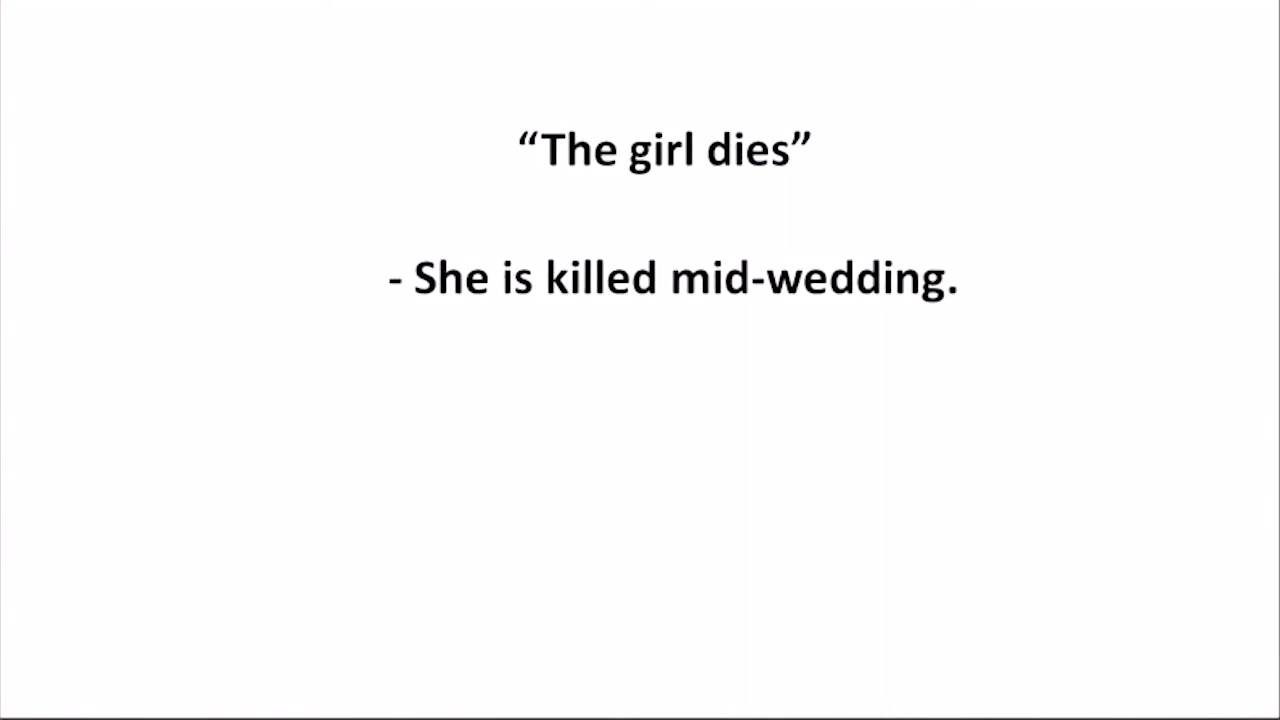 “The girl dies”
- She is killed mid-wedding.